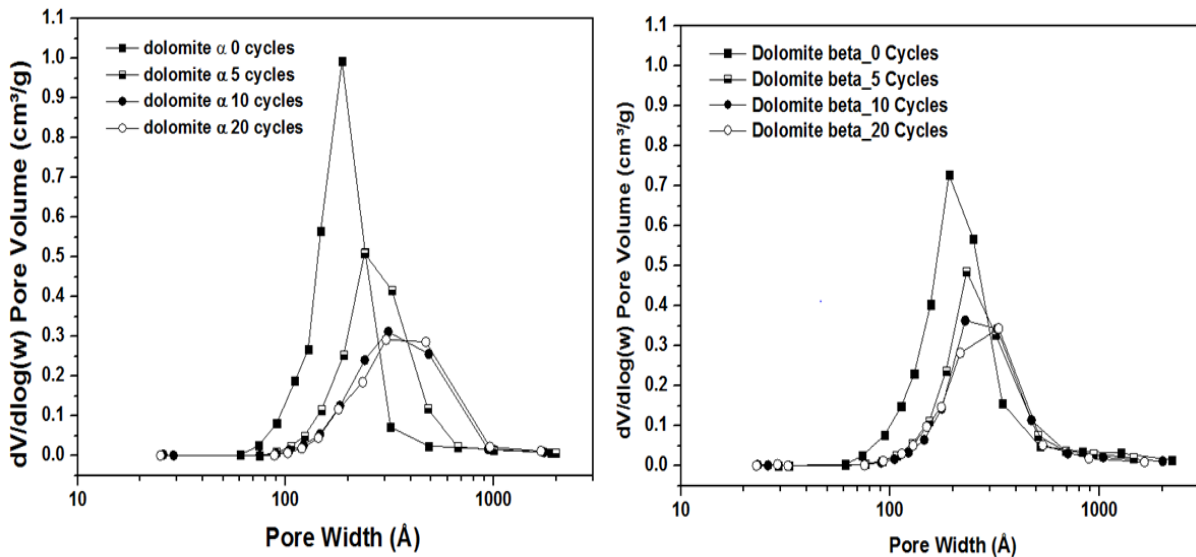 dV/dlog(w) Pore Volume (cm³/g)
1.1
1.0
0.9
0.8
0.7
0.6
0.5
0.4
0.3
0.2
0.1
0.0
dolomite α 0 cycles
dolomite α 5 cycles
dolomite α 10 cycles
dolomite α 20 cycles
10
100
1000
Pore Width (Å)
dV/dlog(w) Pore Volume (cm³/g)
1.1
1.0
0.9
0.8
0.7
0.6
0.5
0.4
0.3
0.2
0.1
0.0
Dolomite beta_0 Cycles
Dolomite beta_5 Cycles
Dolomite beta_10 Cycles
Dolomite beta_20 Cycles
10
100
1000
Pore Width (Å)